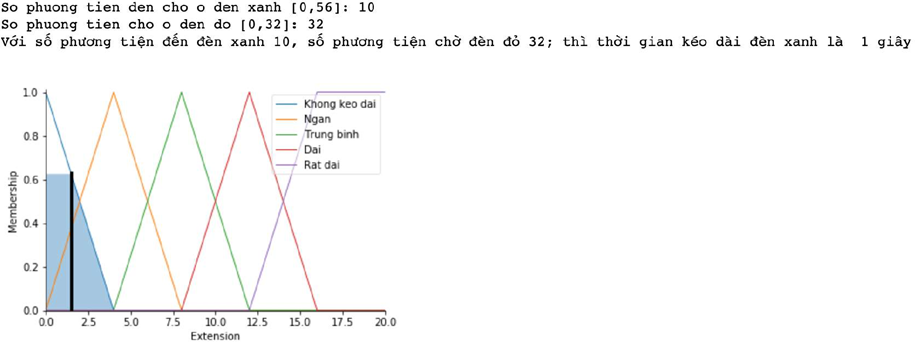 So phuong tien den cho o den xanh [0,56]: 10
So phuong tien cho o den do [0,32]: 32
Với số phương tiện đến đèn xanh 10, số phương tiện chờ đèn đỏ 32; thì thời gian kéo dài đèn xanh là 1 giây
1.0
0.8
0.6
0.4
0.2
0.0
Membership
Khong keo dai
Ngan
Trung binh
Dai
Rat dai
0.0 2.5 5.0 7.5 10.0 12.5 15.0 17.5 20.0
Extension